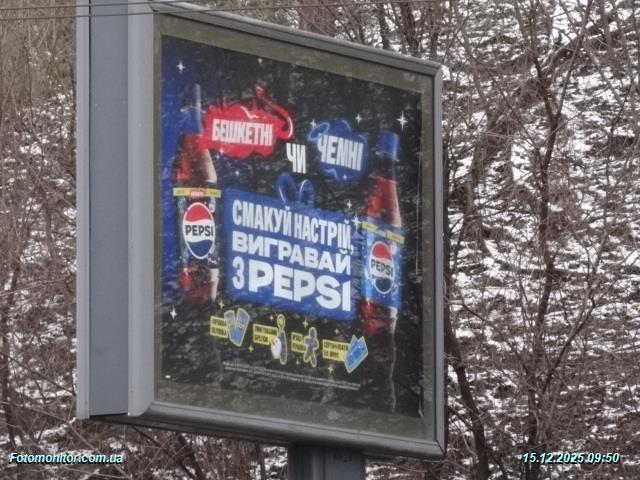 БЕШКЕТНІ
ЧИ
ЧЕМНІ
СМАКУЙ НАСТРІЙ,
ВИГРАВАЙ
З PEPSI
PEPSI
PEPSI
Fotomonitor.com.ua
15.12.2025 09:50